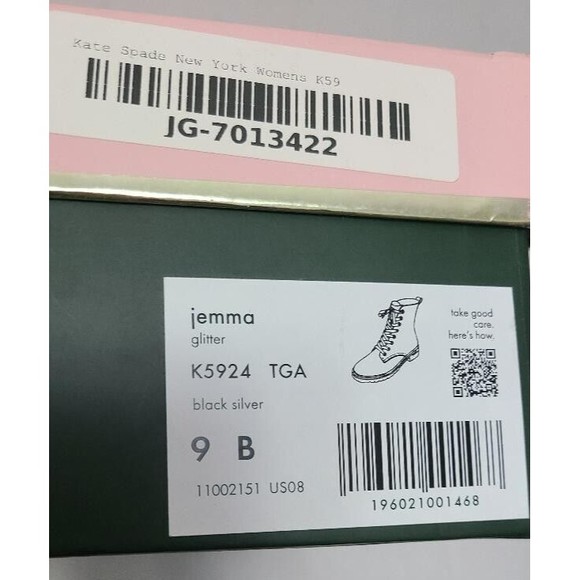 Kate Spade New York Womens K59
JG-7013422
jemma
glitter
K5924 TGA
black silver
9 B
11002151 US08
take good
care.
here's how.
196021001468